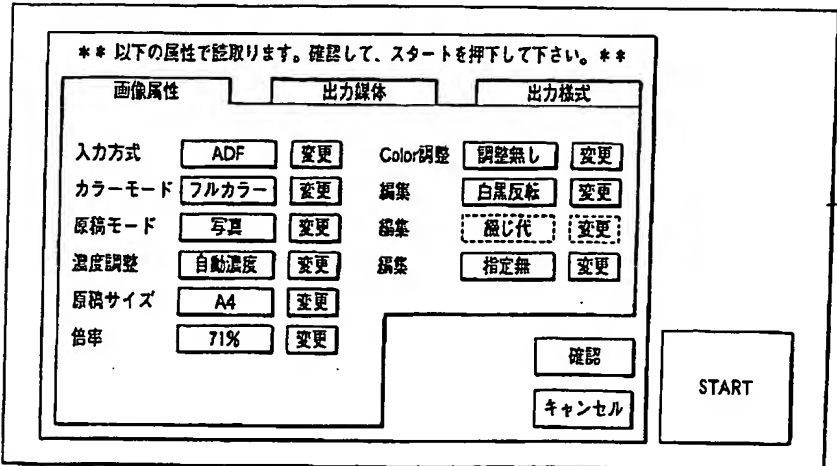 ** 以下の属性で読取ります。確認して、スタートを押下して下さい。 **
画像属性 出力媒体 出力様式
入力方式 ADF 変更 Color調整 調整無し 変更
カラーモード フルカラー 変更 編集 白黒反転 変更
原稿モード 写真 変更 編集 綴じ代 変更
濃度調整 自動濃度 変更 編集 指定無 変更
原稿サイズ A4 変更
倍率 71% 変更
確認
キャンセル
START